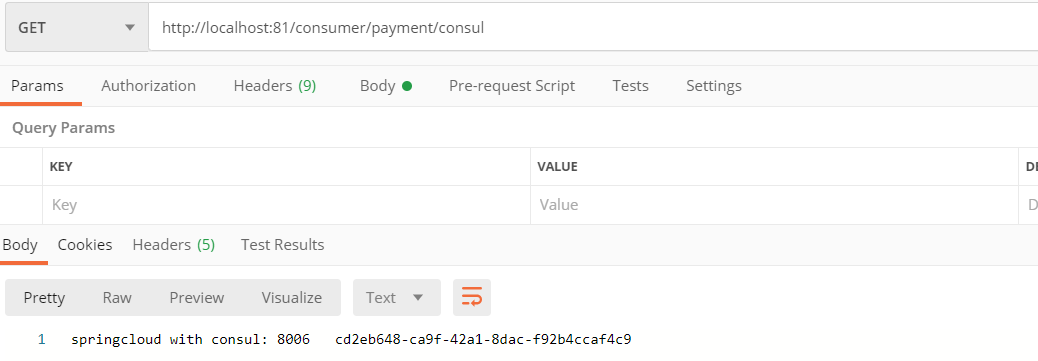 GET http://localhost:81/consumer/payment/consul
Params Authorization Headers (9) Body Pre-request Script Tests Settings
Query Params
KEY VALUE DE
Key Value D
Body Cookies Headers (5) Test Results
Pretty Raw Preview Visualize Text
1 springcloud with consul: 8006 cd2eb648-ca9f-42a1-8dac-f92b4ccaf4c9